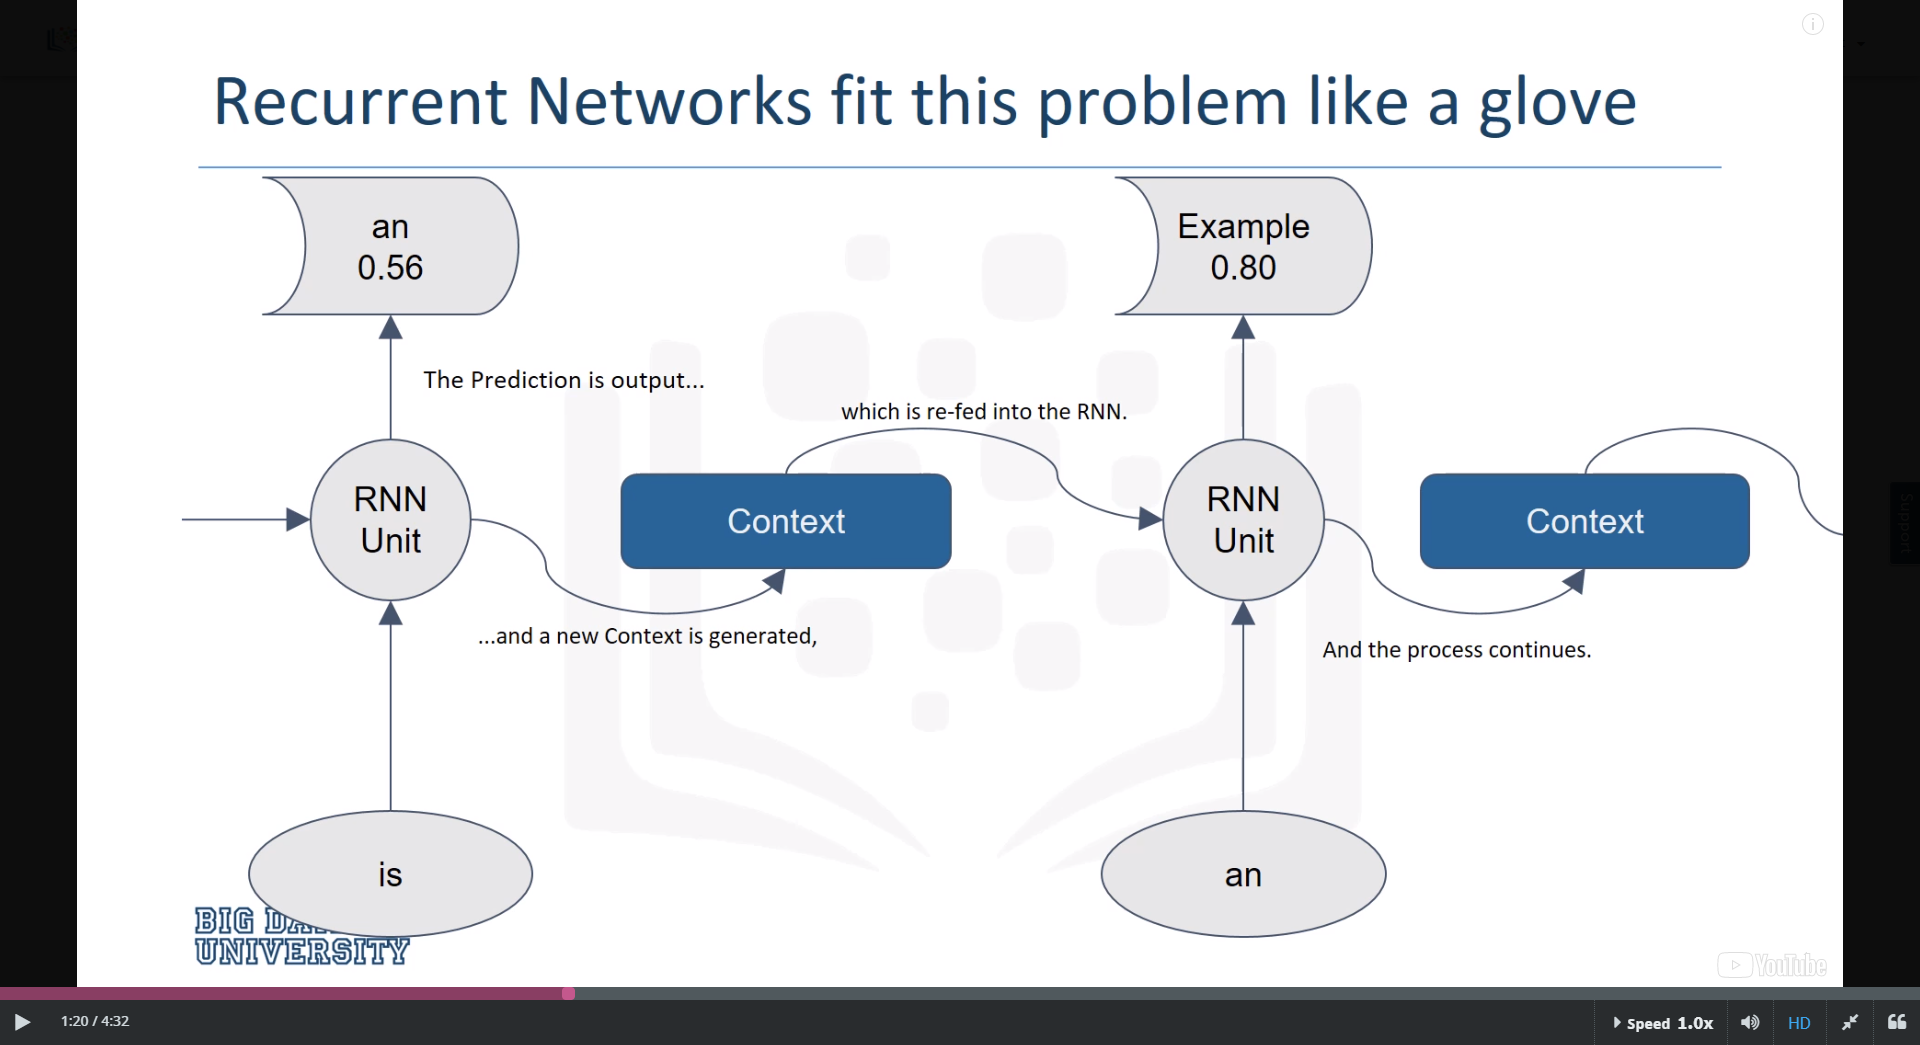 Recurrent Networks fit this problem like a glove
an
0.56
Example
0.80
The Prediction is output...
which is re-fed into the RNN.
RNN
Unit
Context
RNN
Unit
Context
...and a new Context is generated,
And the process continues.
is
an
BIG DA
UNIVERSITY
YouTube
Support
1:20 / 4:32
Speed 1.0x
HD